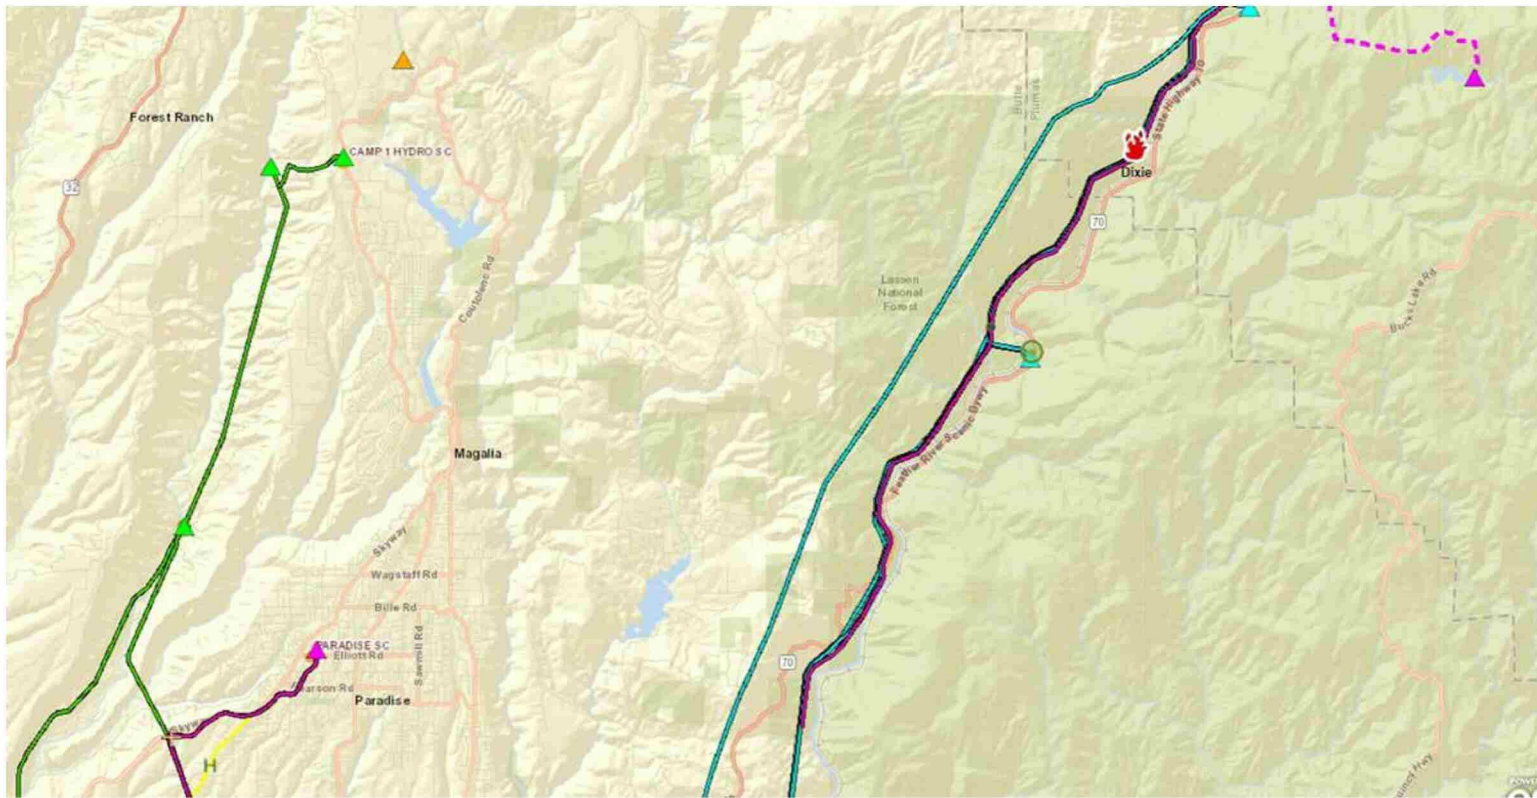 Forest Ranch
32
CAMP 1 HYDRO SC
Coutolenc Rd
Magalia
Skyway
Wagstaff Rd
Bille Rd
Sawmill Rd
PARADISE SC
Elliott Rd
Pearson Rd
Paradise
Skyway
H
Butte
Plumas
State Highway 70
Dixie
70
Lassen
National
Forest
Feather River Scenic Bywy
70
Bucks Lake Rd